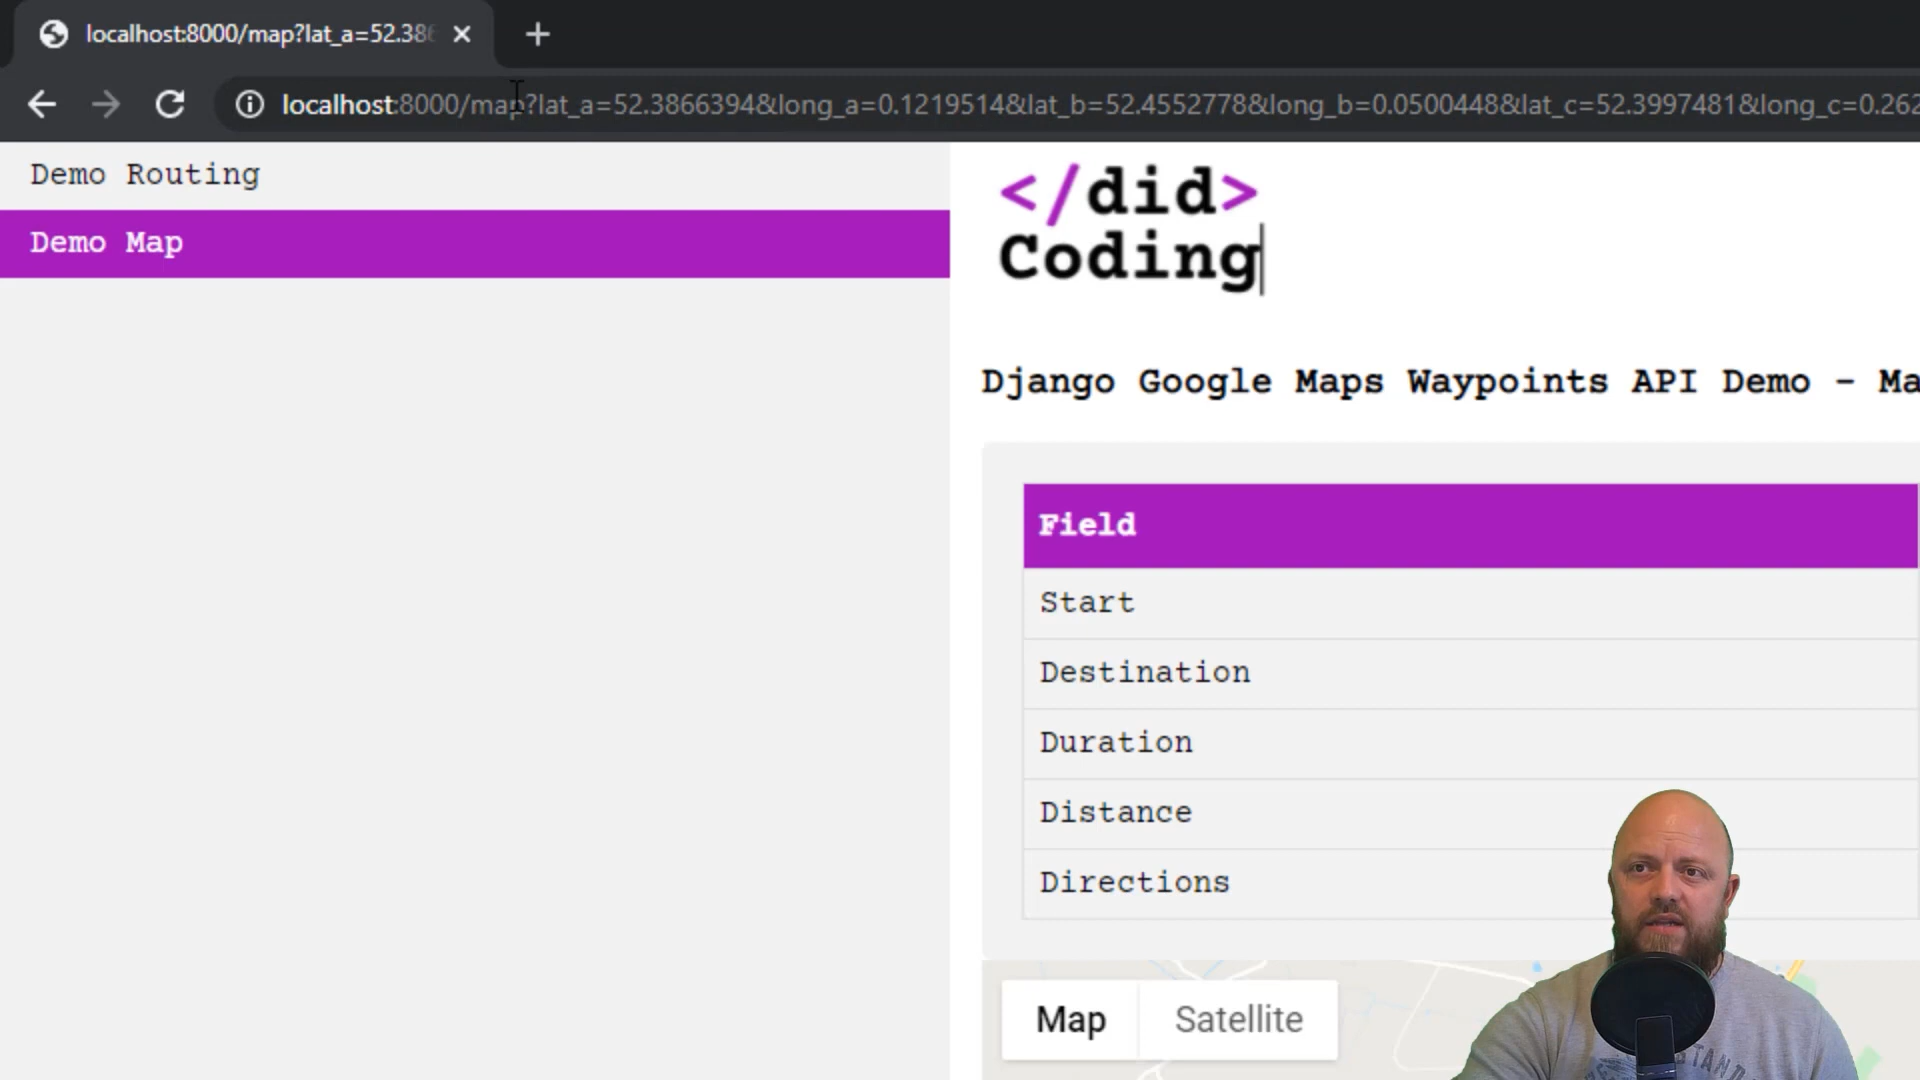 localhost:8000/map?lat_a=52.386
localhost:8000/map?lat_a=52.3866394&long_a=0.1219514&lat_b=52.4552778&long_b=0.0500448&lat_c=52.3997481&long_c=0.262
Demo Routing
Demo Map
</did>
Coding
Django Google Maps Waypoints API Demo - Ma
Field
Start
Destination
Duration
Distance
Directions
Map Satellite